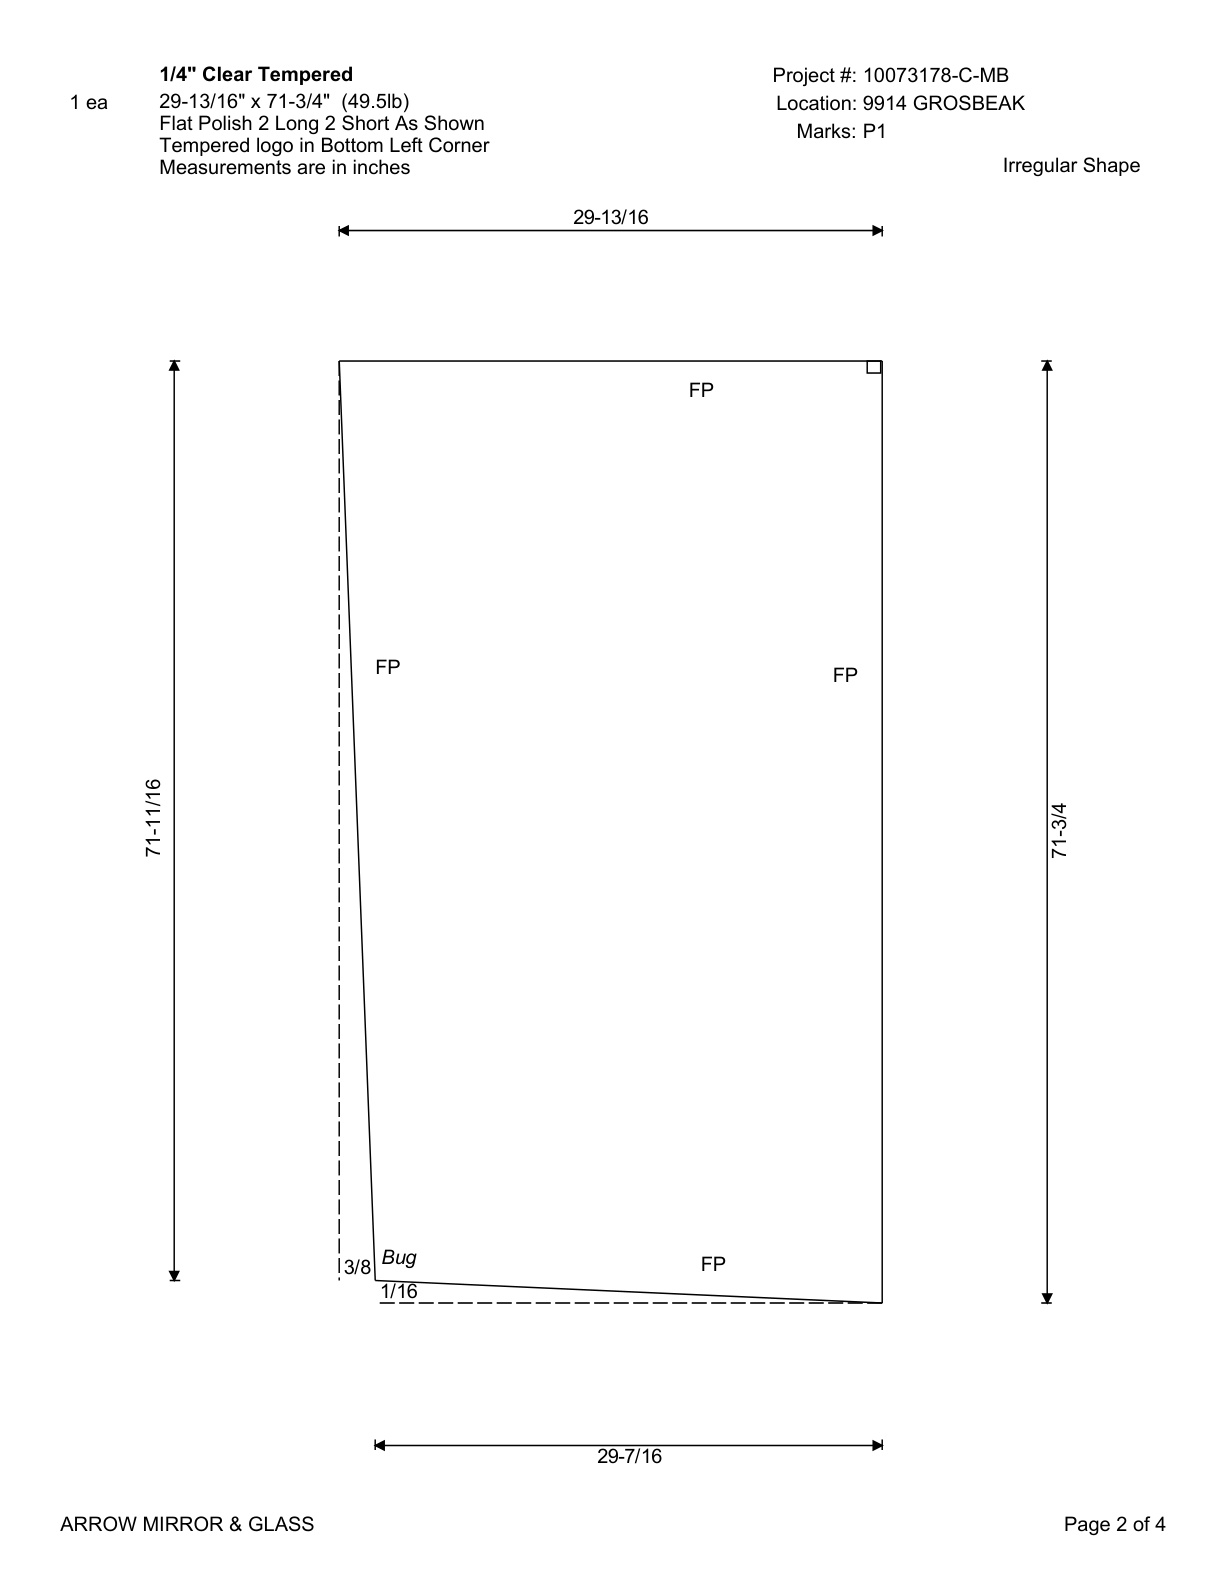 1/4" Clear Tempered
Project #: 10073178-C-MB
1 ea
29-13/16" x 71-3/4"  (49.5lb)
Location: 9914 GROSBEAK
Flat Polish 2 Long 2 Short As Shown
Marks: P1
Tempered logo in Bottom Left Corner
Measurements are in inches
Irregular Shape
29-13/16
FP
FP
FP
71-11/16
71-3/4
Bug
FP
3/8
1/16
29-7/16
ARROW MIRROR & GLASS
Page 2 of 4